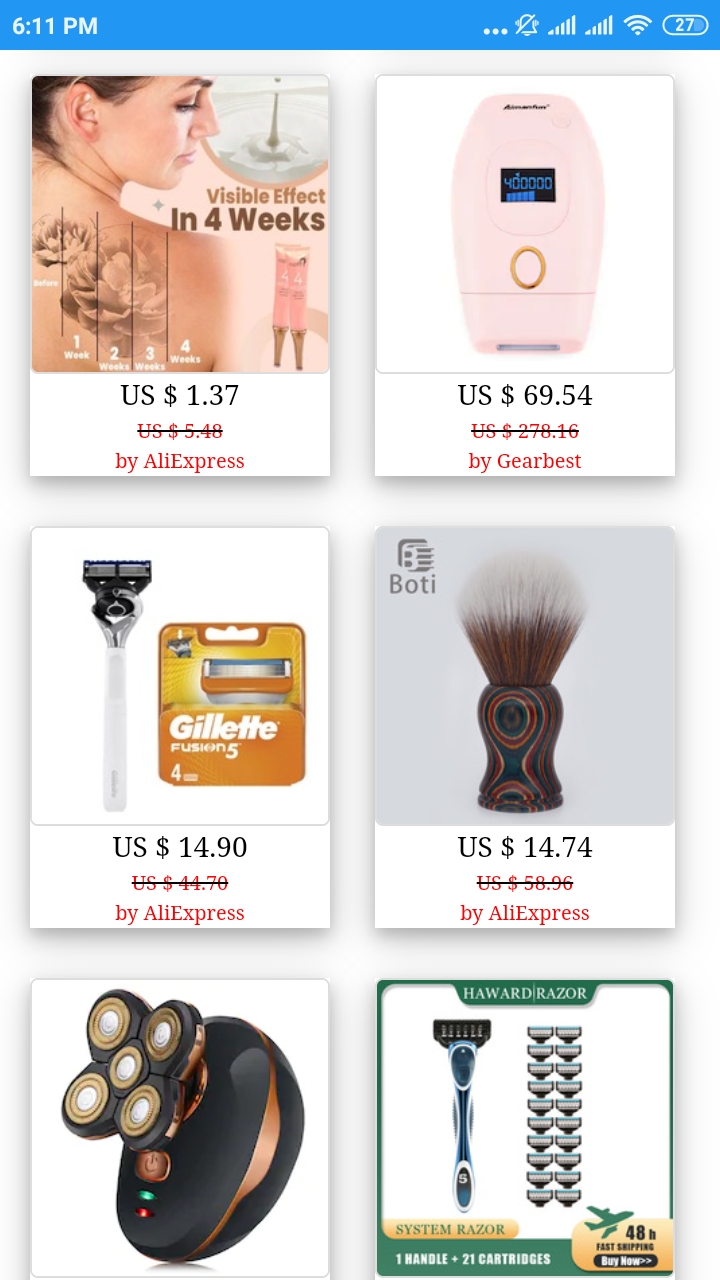 6:11 PM
27
Visible Effect
In 4 Weeks
Before
1
Week
2
Weeks
3
Weeks
4
Weeks
US $ 1.37
US $ 5.48
by AliExpress
Aimanfun
400000
US $ 69.54
US $ 278.16
by Gearbest
Gillette
FUSION5
4
US $ 14.90
US $ 44.70
by AliExpress
Boti
US $ 14.74
US $ 58.96
by AliExpress
HAWARD RAZOR
5
SYSTEM RAZOR
1 HANDLE + 21 CARTRIDGES
48 h
FAST SHIPPING
Buy Now>>